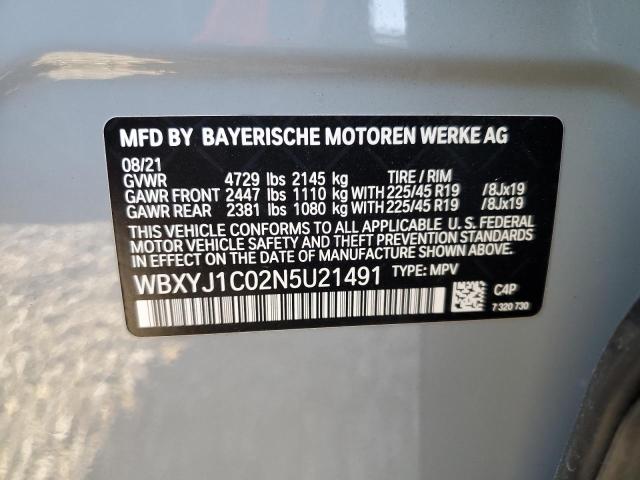 MFD BY BAYERISCHE MOTOREN WERKE AG
08/21
GVWR 4729 lbs 2145 kg TIRE / RIM
GAWR FRONT 2447 lbs 1110 kg WITH 225/45 R19 /8Jx19
GAWR REAR 2381 lbs 1080 kg WITH 225/45 R19 /8Jx19
THIS VEHICLE CONFORMS TO ALL APPLICABLE U. S. FEDERAL
MOTOR VEHICLE SAFETY AND THEFT PREVENTION STANDARDS
IN EFFECT ON THE DATE OF MANUFACTURE SHOWN ABOVE.
WBXYJ1C02N5U21491 TYPE: MPV
C4P
7 320 730